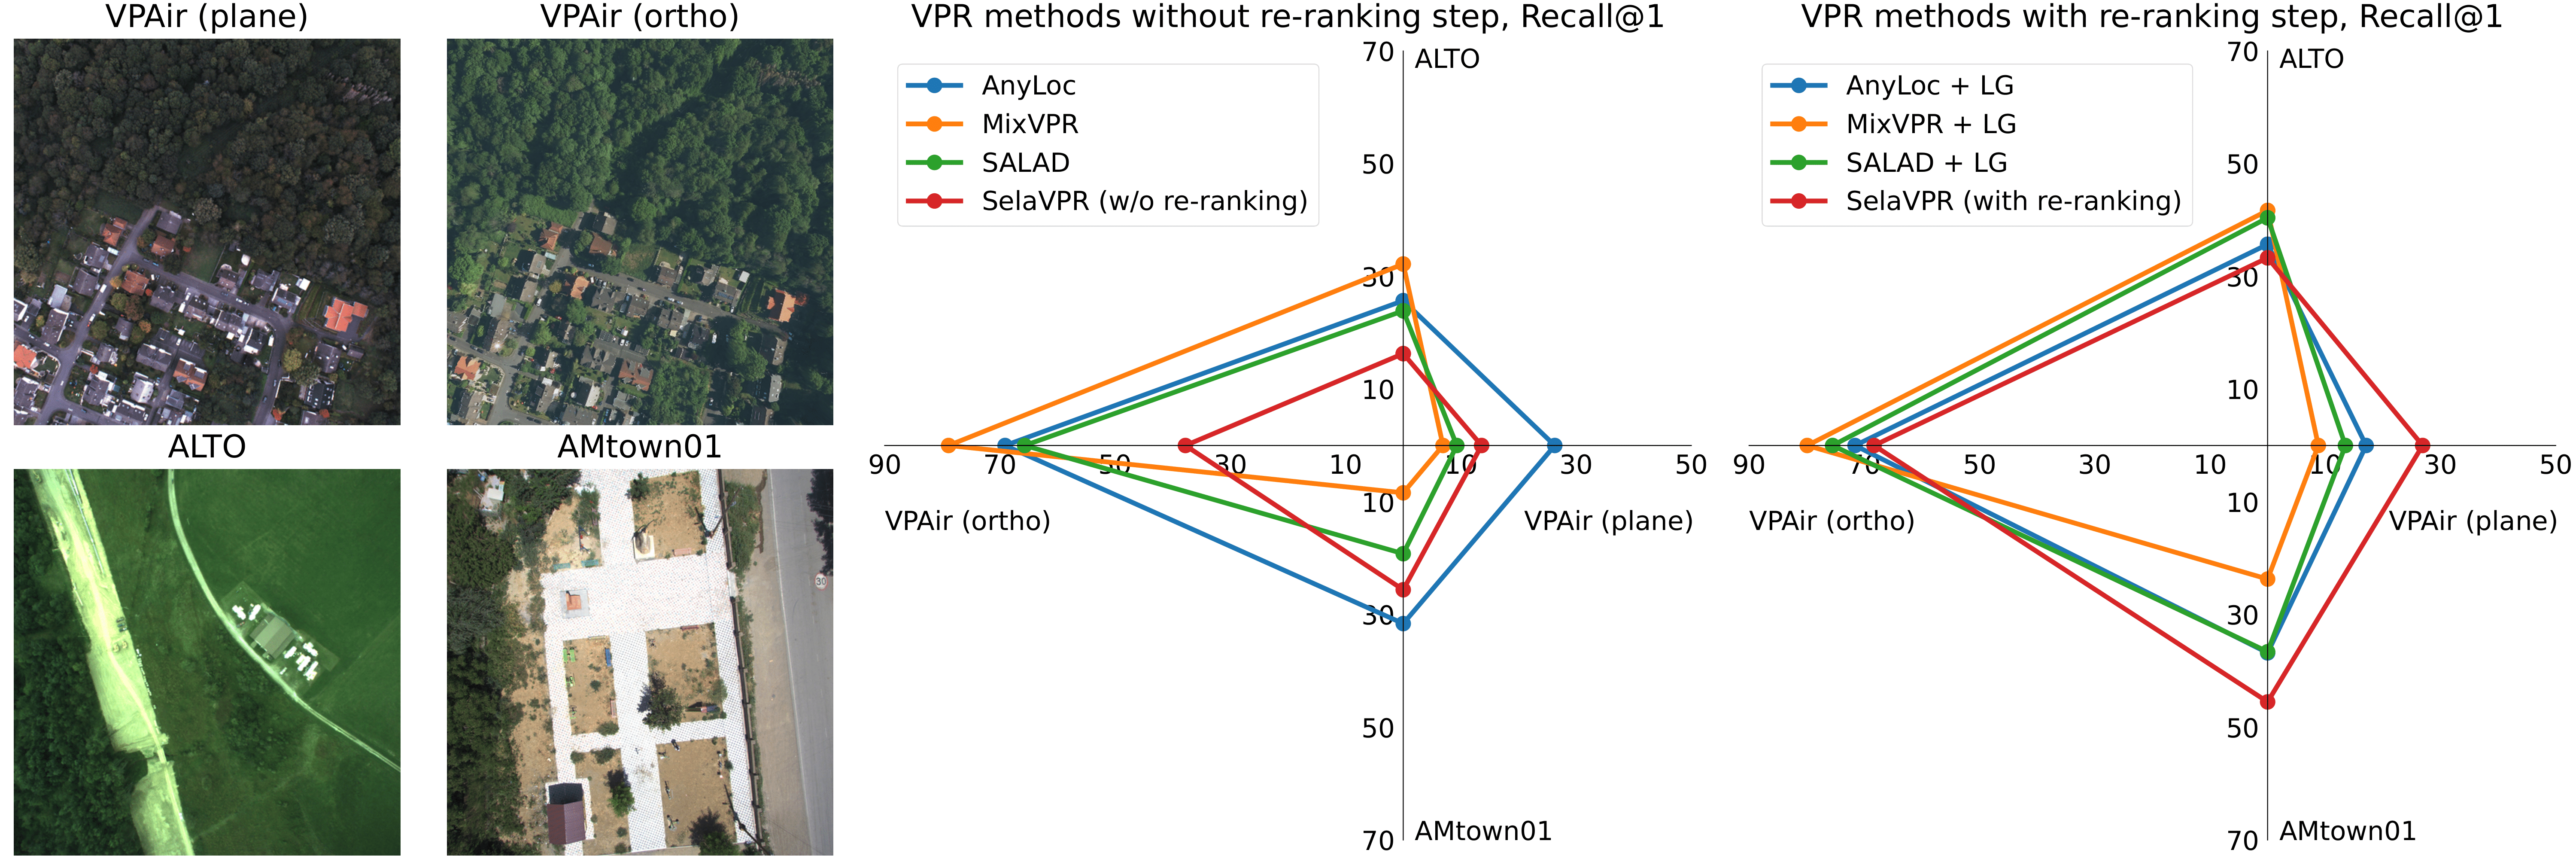 VPAir (plane)
VPAir (ortho)
ALTO
AMtown01
30
VPR methods without re-ranking step, Recall@1
70
ALTO
AnyLoc
MixVPR
SALAD
SelaVPR (w/o re-ranking)
50
30
10
90
70
50
30
10
10
30
50
VPAir (ortho)
VPAir (plane)
10
30
50
70
AMtown01
VPR methods with re-ranking step, Recall@1
70
ALTO
AnyLoc + LG
MixVPR + LG
SALAD + LG
SelaVPR (with re-ranking)
50
30
10
90
70
50
30
10
10
30
50
VPAir (ortho)
VPAir (plane)
10
30
50
70
AMtown01